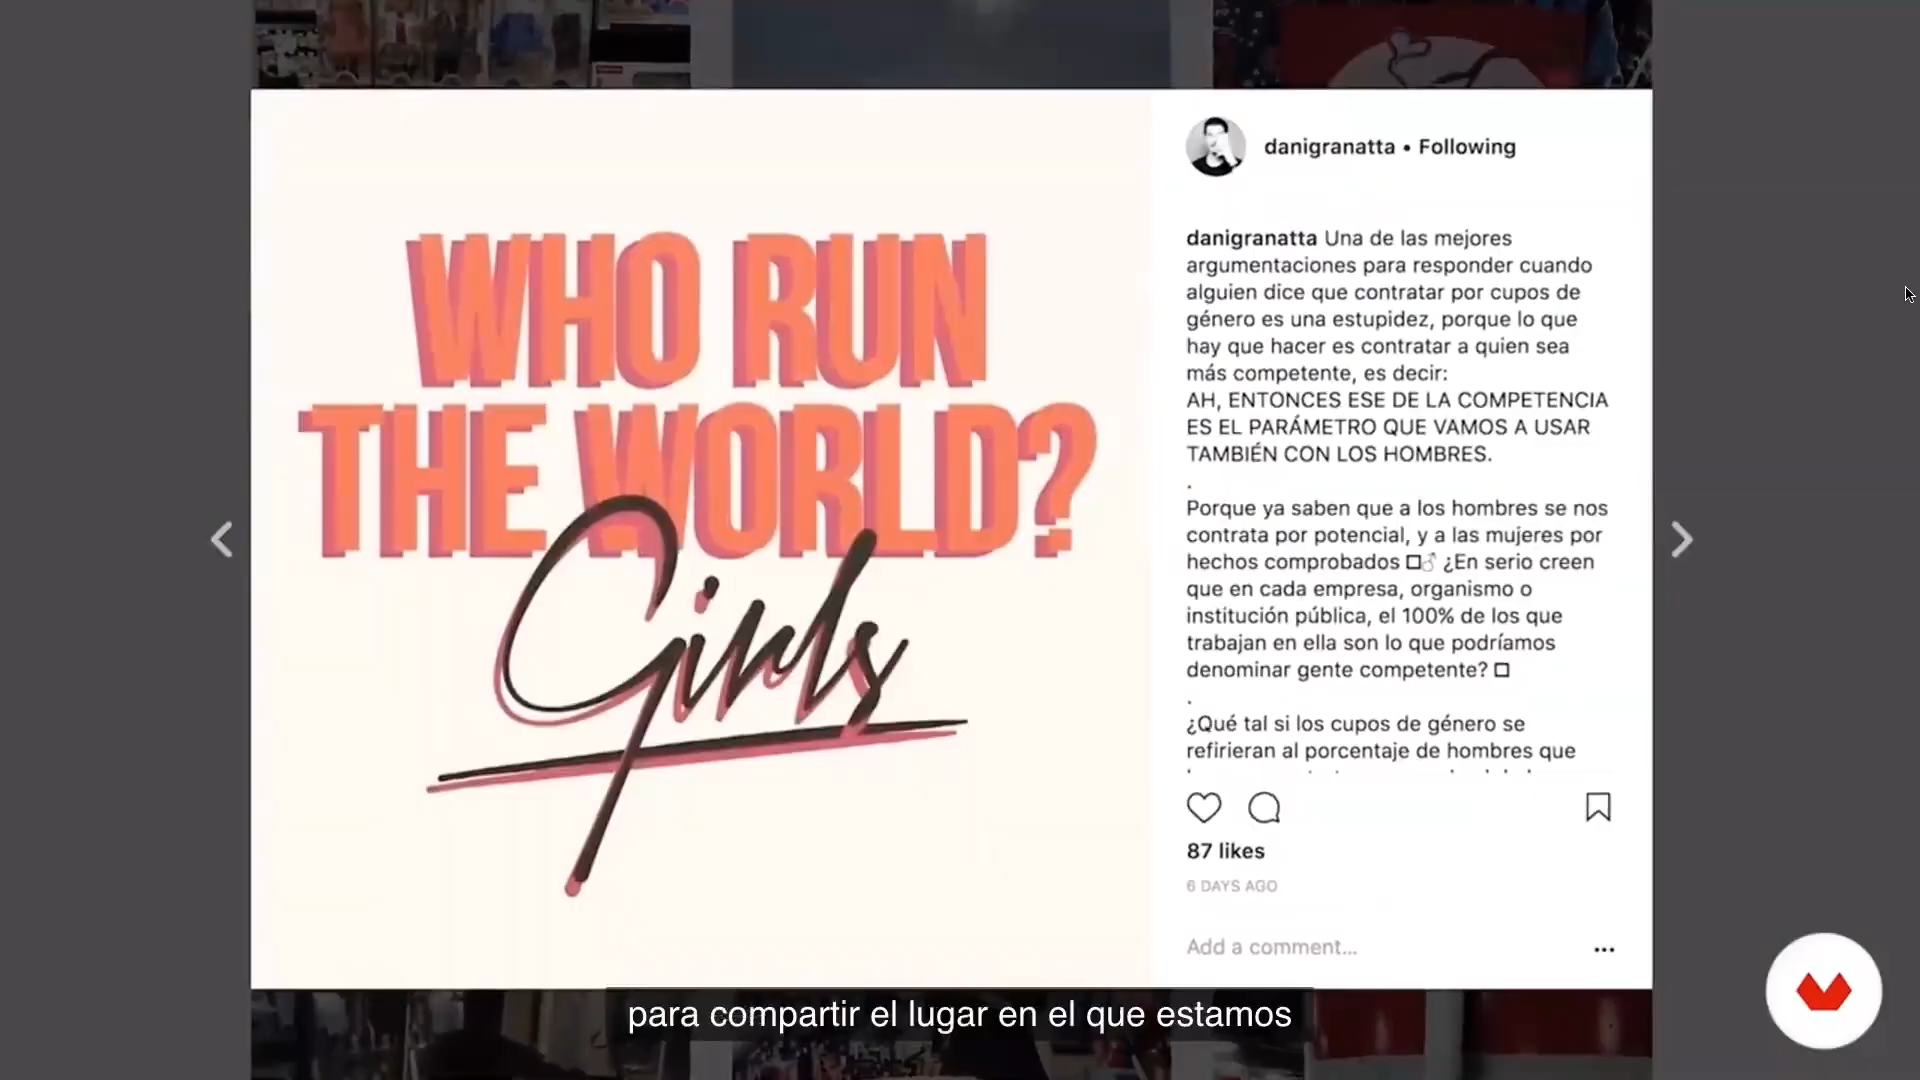 WHO RUN
THE WORLD?
Girls
danigranatta • Following
danigranatta Una de las mejores
argumentaciones para responder cuando
alguien dice que contratar por cupos de
género es una estupidez, porque lo que
hay que hacer es contratar a quien sea
más competente, es decir:
AH, ENTONCES ESE DE LA COMPETENCIA
ES EL PARÁMETRO QUE VAMOS A USAR
TAMBIÉN CON LOS HOMBRES.
.
Porque ya saben que a los hombres se nos
contrata por potencial, y a las mujeres por
hechos comprobados □♂ ¿En serio creen
que en cada empresa, organismo o
institución pública, el 100% de los que
trabajan en ella son lo que podríamos
denominar gente competente? □
.
¿Qué tal si los cupos de género se
refirieran al porcentaje de hombres que
87 likes
6 DAYS AGO
Add a comment...
para compartir el lugar en el que estamos